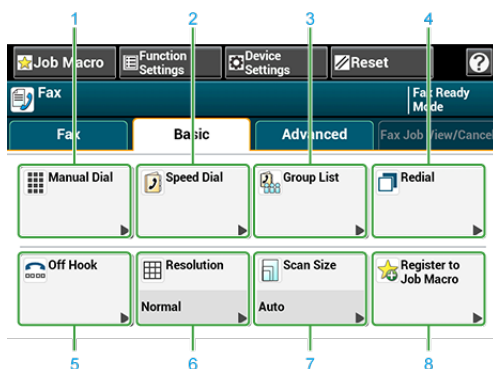 1 2 3 4
Job Macro Function Settings Device Settings Reset ?
Fax Fax Ready Mode
Fax Basic Advanced Fax Job View/Cancel
Manual Dial Speed Dial Group List Redial
Off Hook Resolution Scan Size Register to Job Macro
Normal Auto
5 6 7 8